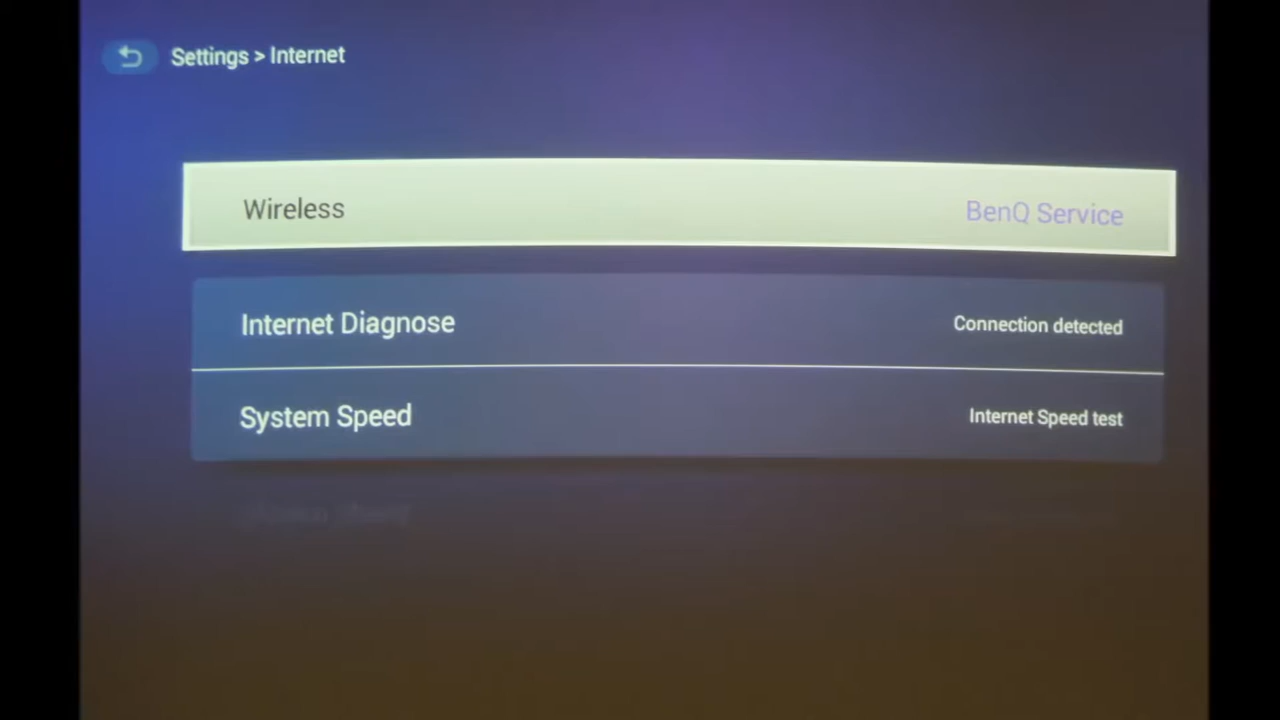 Settings > Internet
Wireless
BenQ Service
Internet Diagnose
Connection detected
System Speed
Internet Speed test